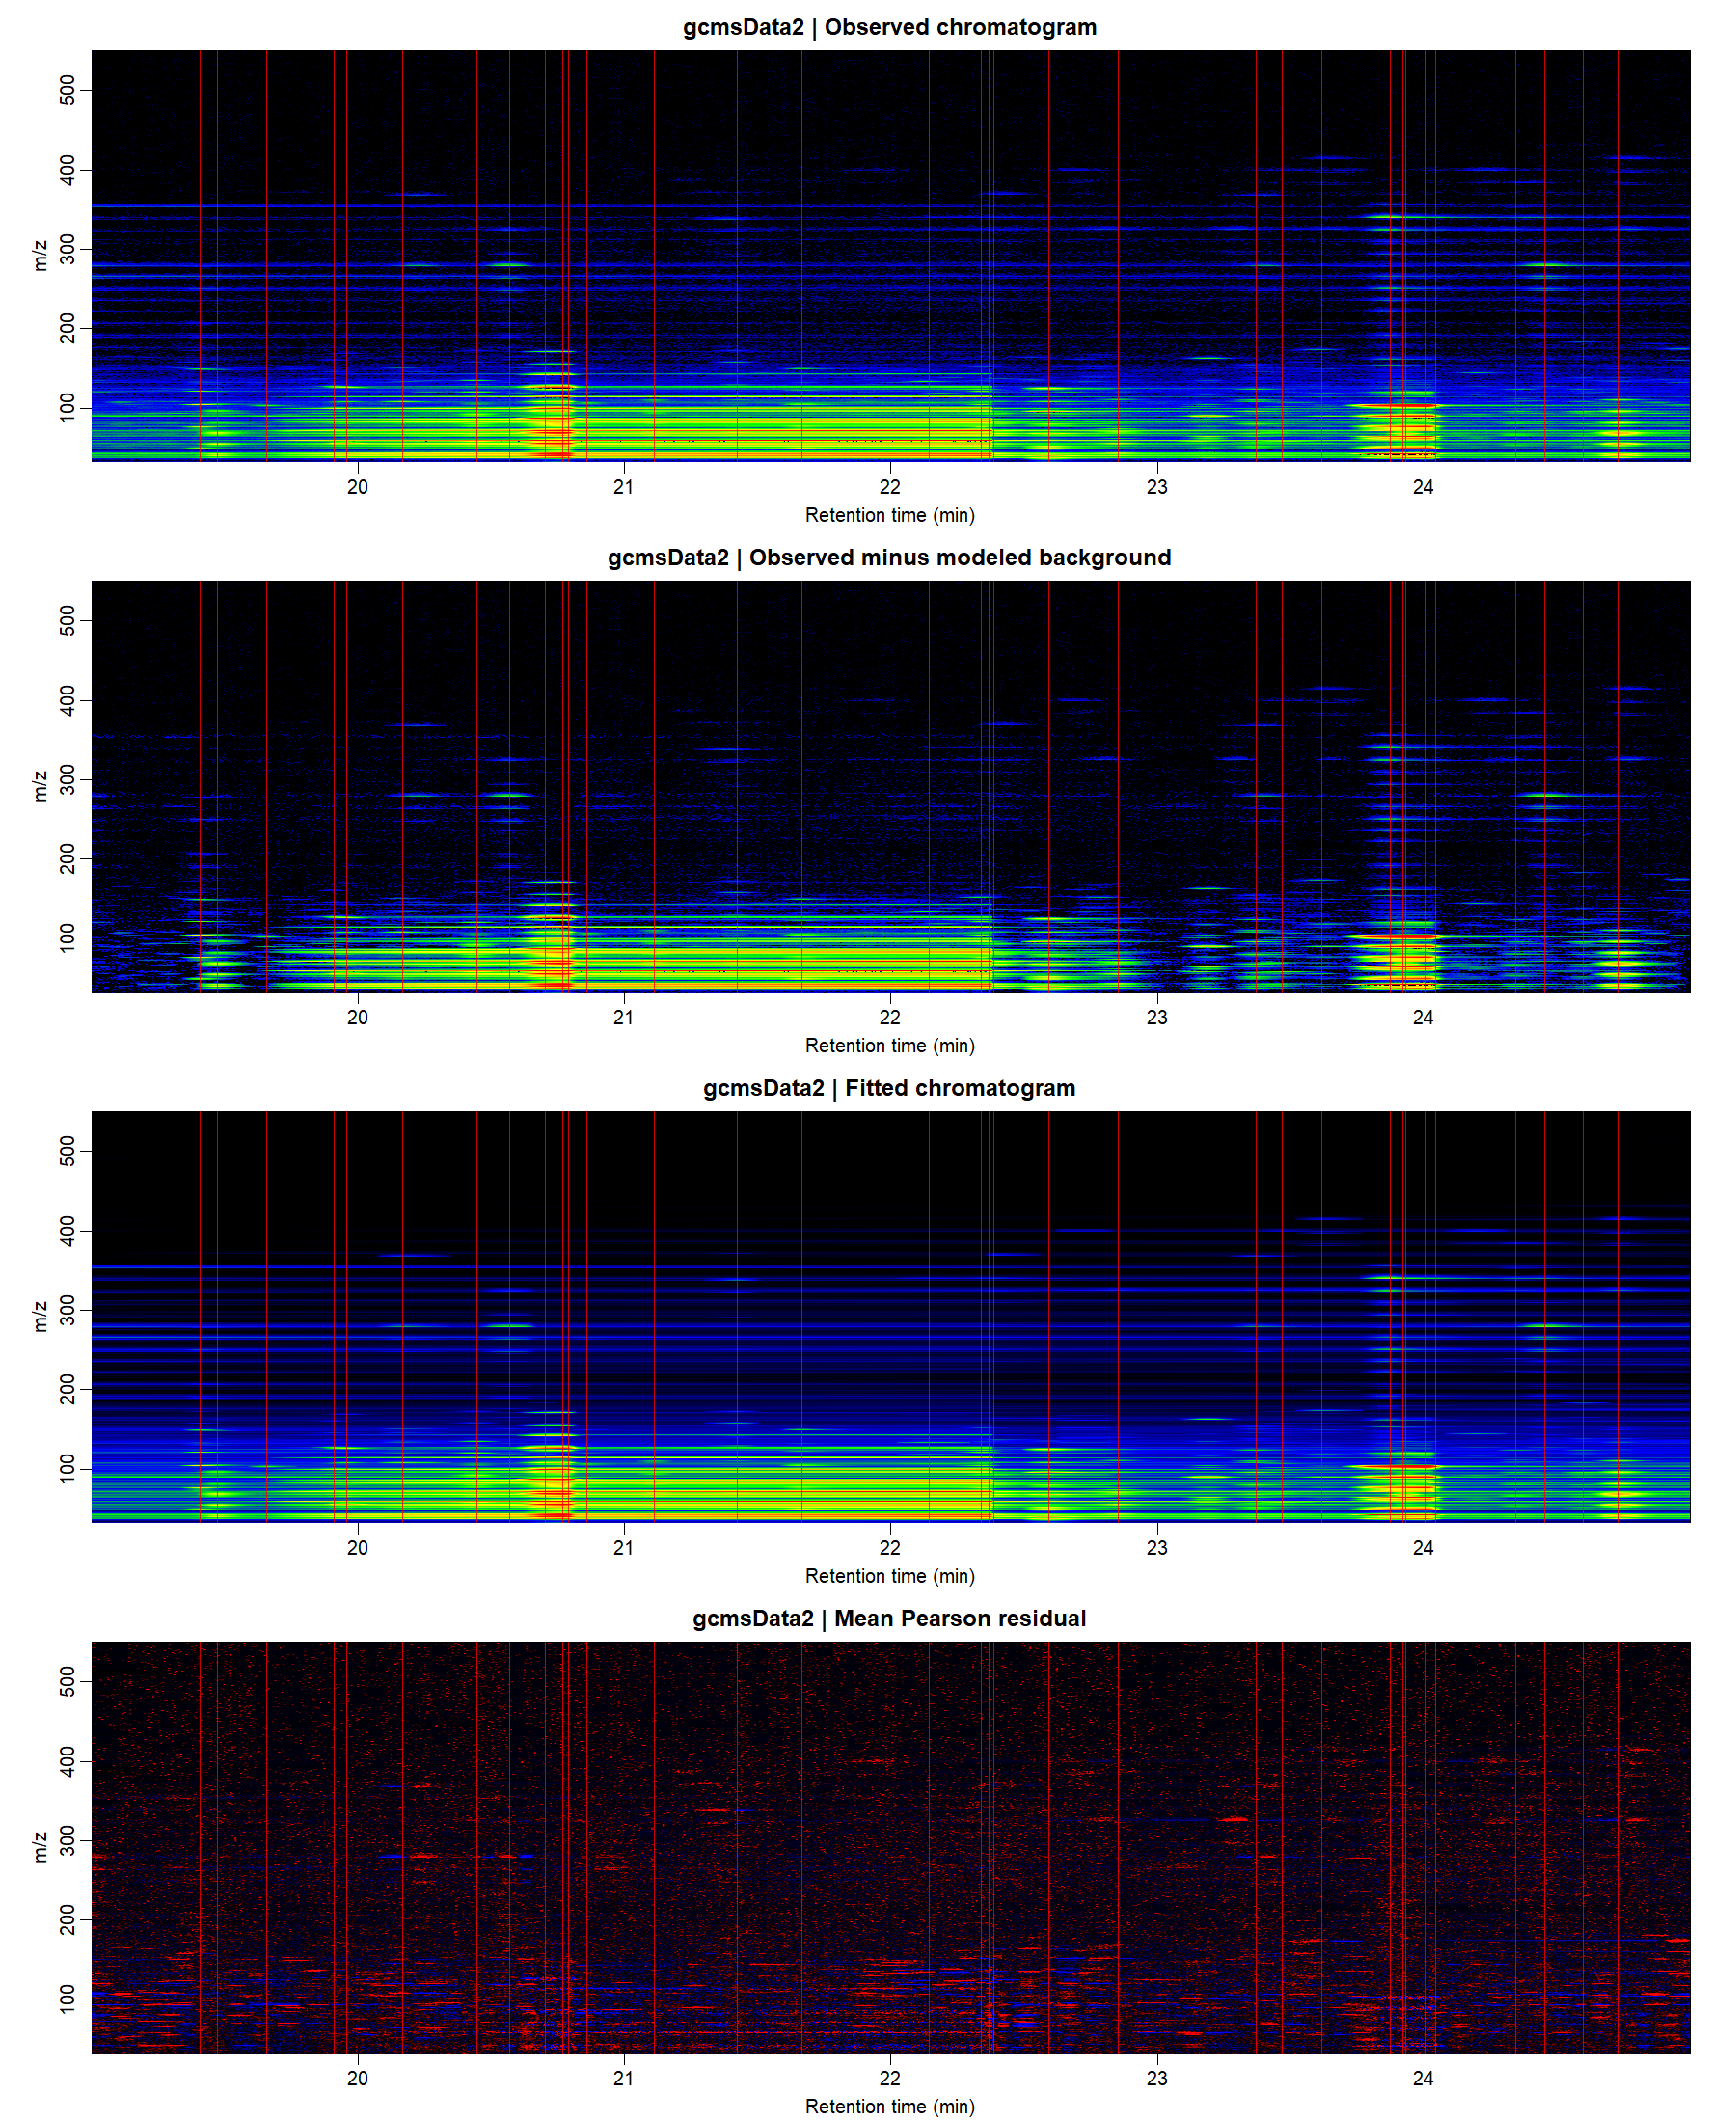 gcmsData2 | Observed chromatogram
500
400
300
200
100
m/z
20 21 22 23 24
Retention time (min)
gcmsData2 | Observed minus modeled background
500
400
300
200
100
m/z
20 21 22 23 24
Retention time (min)
gcmsData2 | Fitted chromatogram
500
400
300
200
100
m/z
20 21 22 23 24
Retention time (min)
gcmsData2 | Mean Pearson residual
500
400
300
200
100
m/z
20 21 22 23 24
Retention time (min)